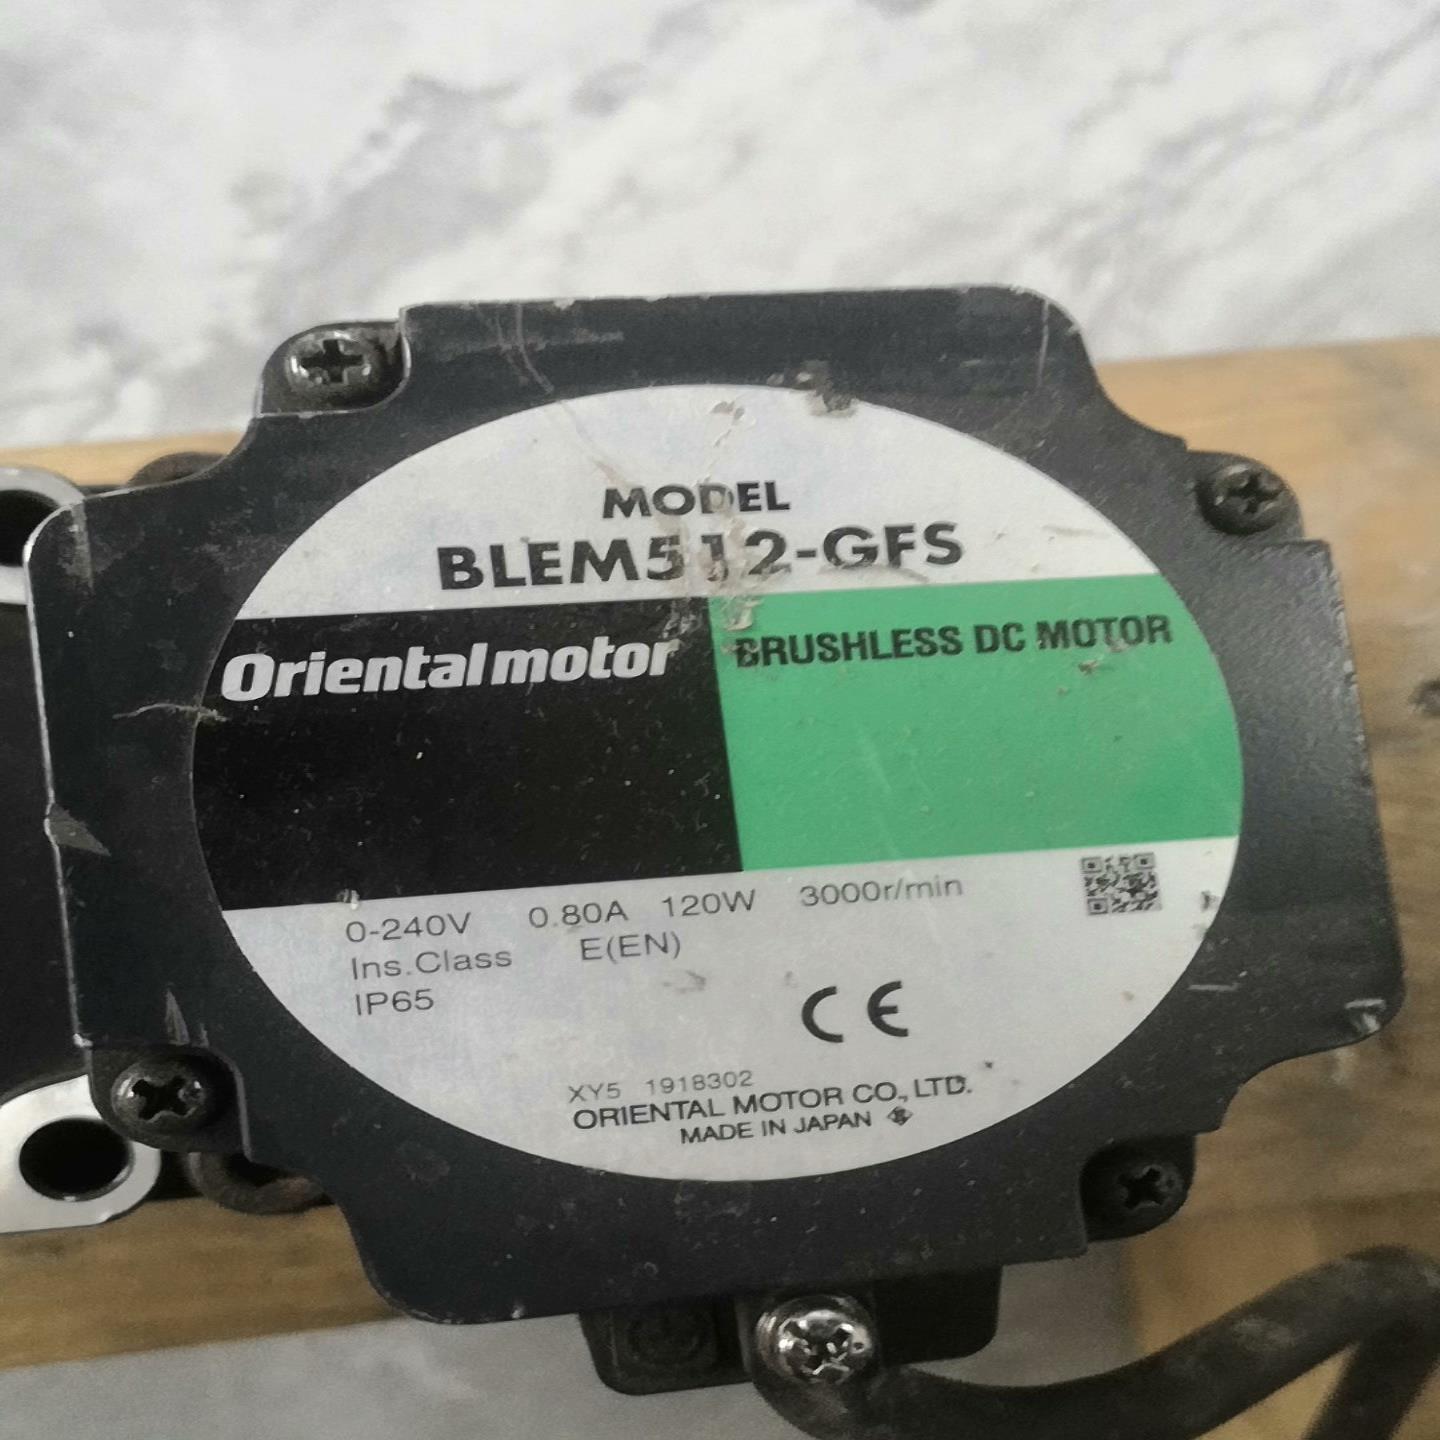 MODEL
BLEM512-GFS
Orientalmotor
BRUSHLESS DC MOTOR
0-240V 0.80A 120W 3000r/min
Ins.Class E(EN)
IP65
CE
XY5 1918302
ORIENTAL MOTOR CO., LTD.
MADE IN JAPAN